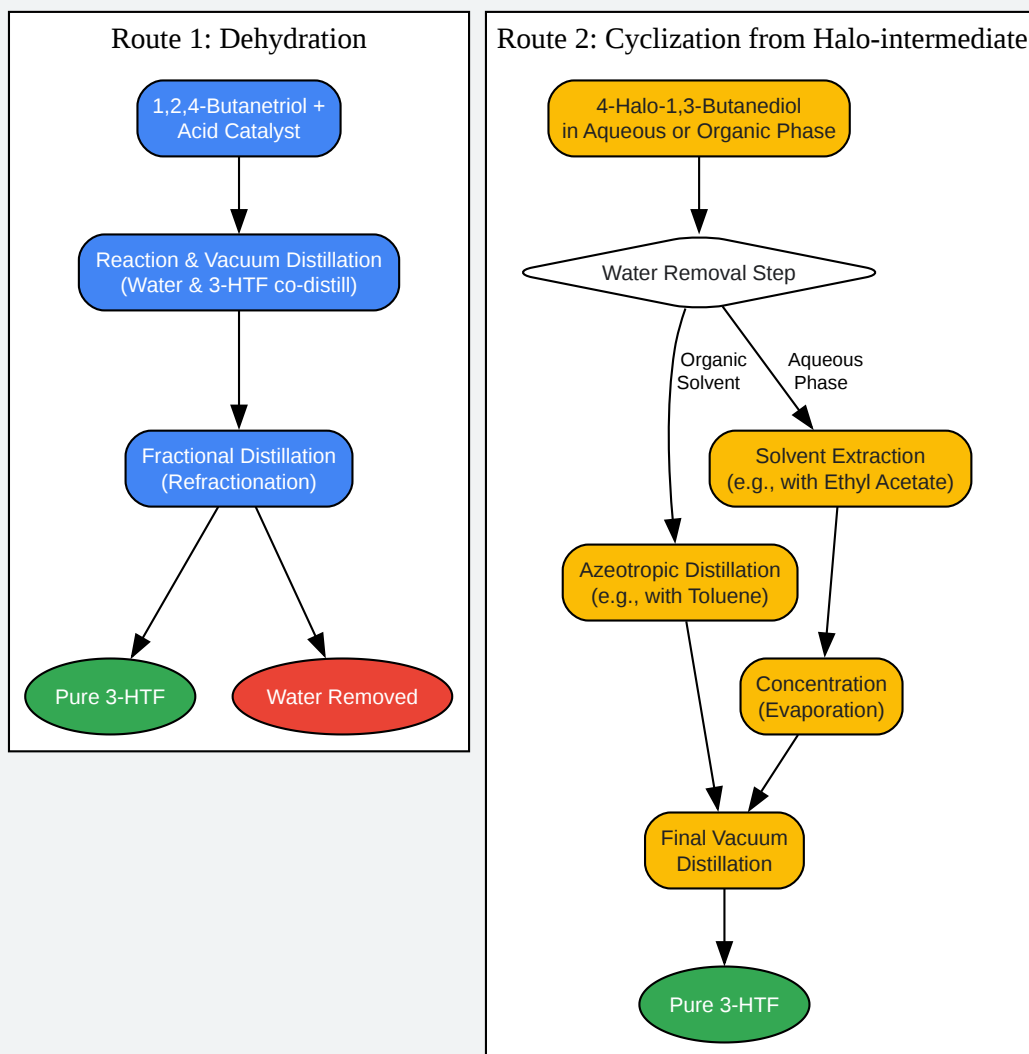 Route 1: Dehydration
1,2,4-Butanetriol +
Acid Catalyst
Reaction & Vacuum Distillation
(Water & 3-HTF co-distill)
Fractional Distillation
(Refractionation)
Pure 3-HTF
Water Removed
Route 2: Cyclization from Halo-intermediate
4-Halo-1,3-Butanediol
in Aqueous or Organic Phase
Water Removal Step
Organic
Solvent
Aqueous
Phase
Solvent Extraction
(e.g., with Ethyl Acetate)
Azeotropic Distillation
(e.g., with Toluene)
Concentration
(Evaporation)
Final Vacuum
Distillation
Pure 3-HTF